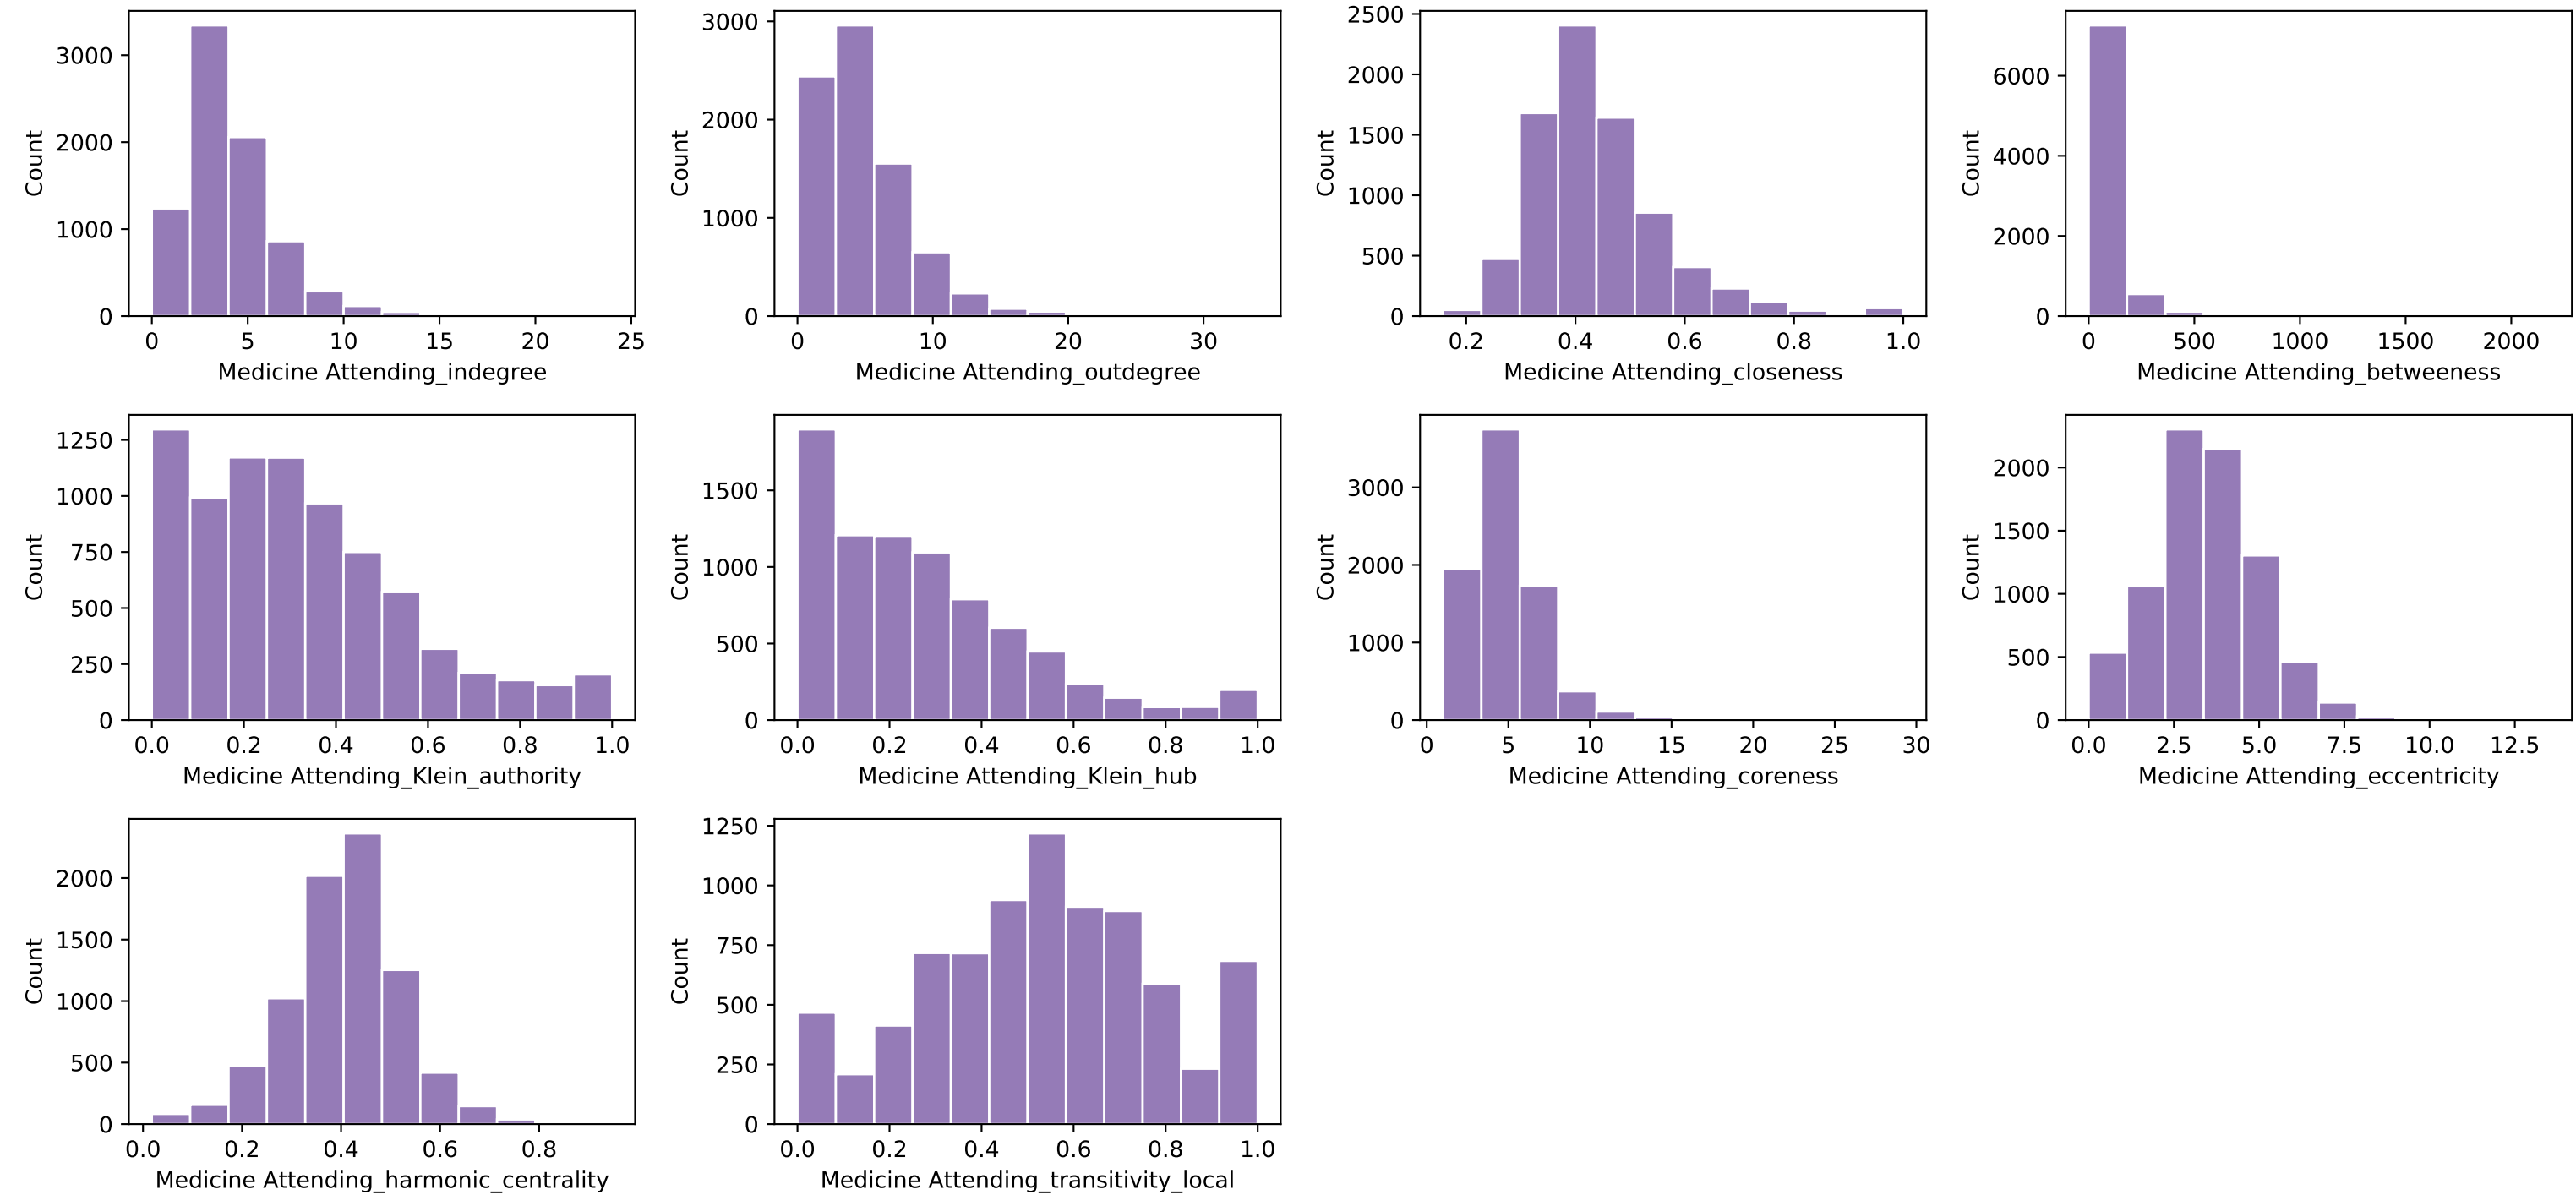 3000
2000
1000
0
Count
0 5 10 15 20 25
Medicine Attending_indegree
3000
2000
1000
0
Count
0 10 20 30
Medicine Attending_outdegree
2500
2000
1500
1000
500
0
Count
0.2 0.4 0.6 0.8 1.0
Medicine Attending_closeness
6000
4000
2000
0
Count
0 500 1000 1500 2000
Medicine Attending_betweeness
1250
1000
750
500
250
0
Count
0.0 0.2 0.4 0.6 0.8 1.0
Medicine Attending_Klein_authority
1500
1000
500
0
Count
0.0 0.2 0.4 0.6 0.8 1.0
Medicine Attending_Klein_hub
3000
2000
1000
0
Count
0 5 10 15 20 25 30
Medicine Attending_coreness
2000
1500
1000
500
0
Count
0.0 2.5 5.0 7.5 10.0 12.5
Medicine Attending_eccentricity
2000
1500
1000
500
0
Count
0.0 0.2 0.4 0.6 0.8
Medicine Attending_harmonic_centrality
1250
1000
750
500
250
0
Count
0.0 0.2 0.4 0.6 0.8 1.0
Medicine Attending_transitivity_local